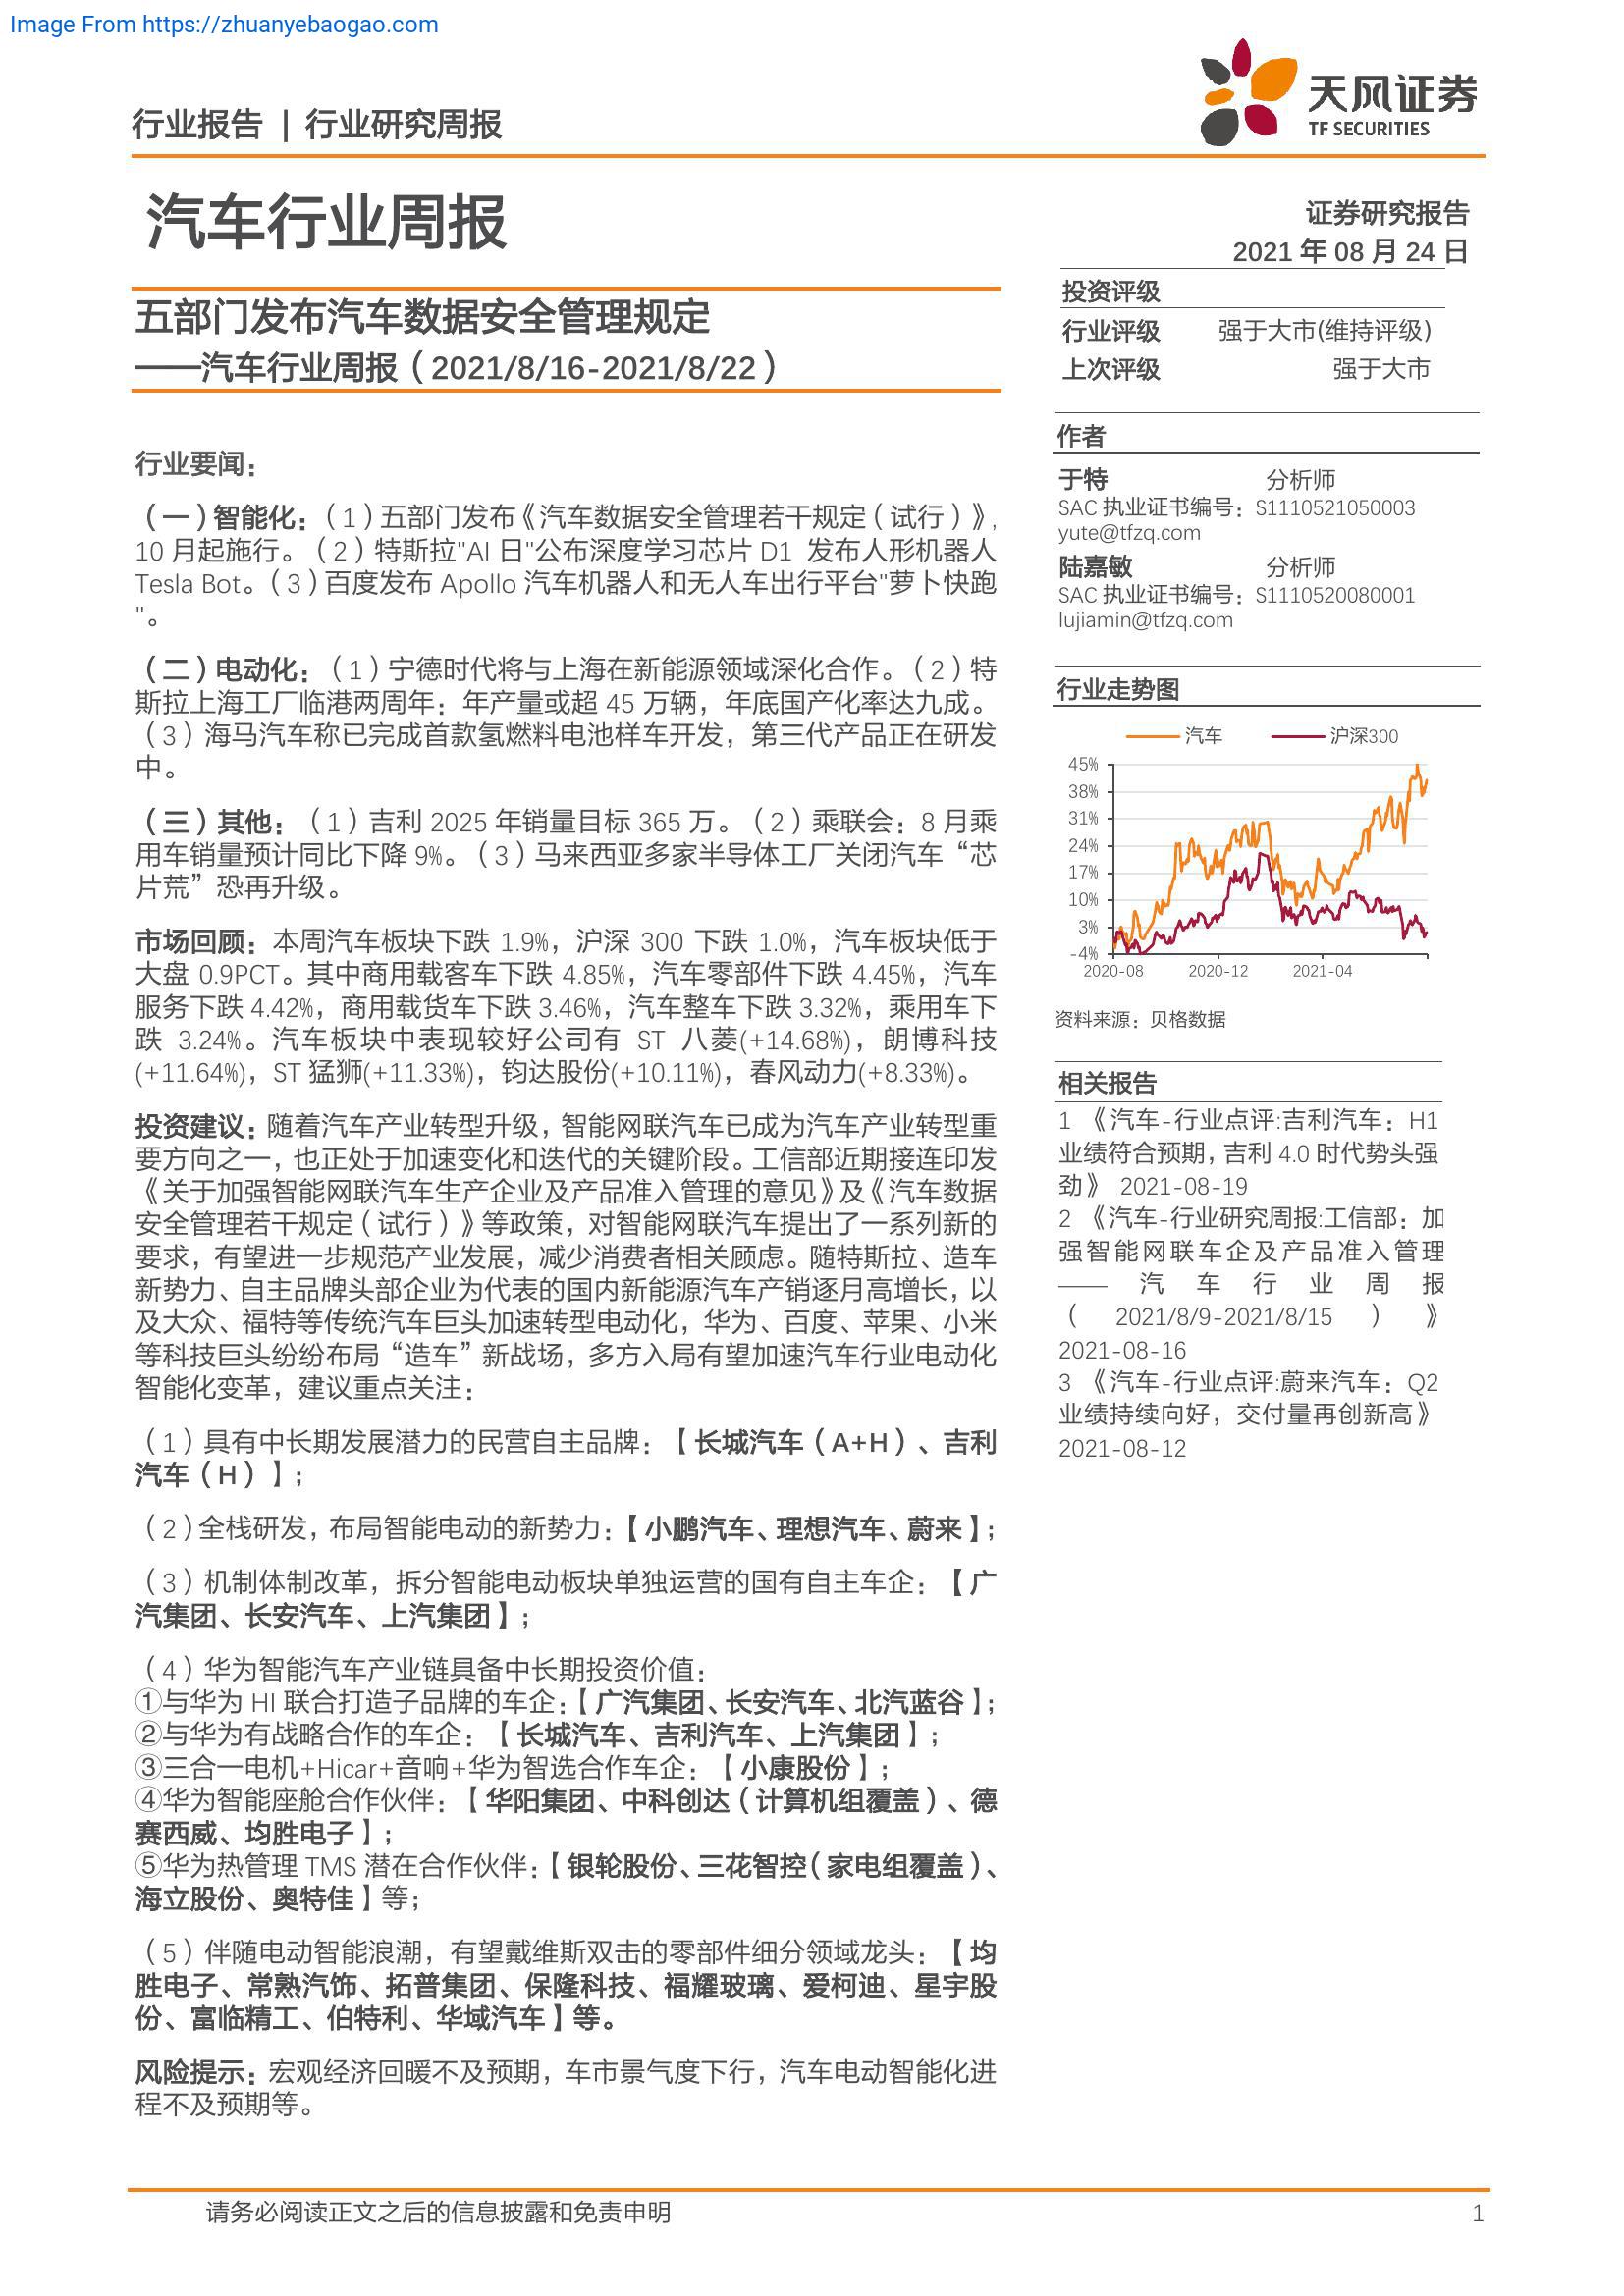 Image From https://zhuanyebaogao.com
行业报告 | 行业研究周报
天风证券
TF SECURITIES
汽车行业周报
证券研究报告
2021 年 08 月 24 日
五部门发布汽车数据安全管理规定
——汽车行业周报（2021/8/16-2021/8/22）
行业要闻：
（一）智能化：（1）五部门发布《汽车数据安全管理若干规定（试行）》，
10 月起施行。（2）特斯拉"AI 日"公布深度学习芯片 D1 发布人形机器人
Tesla Bot。（3）百度发布 Apollo 汽车机器人和无人车出行平台"萝卜快跑
"。
（二）电动化：（1）宁德时代将与上海在新能源领域深化合作。（2）特
斯拉上海工厂临港两周年：年产量或超 45 万辆，年底国产化率达九成。
（3）海马汽车称已完成首款氢燃料电池样车开发，第三代产品正在研发
中。
（三）其他：（1）吉利 2025 年销量目标 365 万。（2）乘联会：8 月乘
用车销量预计同比下降 9%。（3）马来西亚多家半导体工厂关闭汽车“芯
片荒”恐再升级。
市场回顾：本周汽车板块下跌 1.9%，沪深 300 下跌 1.0%，汽车板块低于
大盘 0.9PCT。其中商用载客车下跌 4.85%，汽车零部件下跌 4.45%，汽车
服务下跌 4.42%，商用载货车下跌 3.46%，汽车整车下跌 3.32%，乘用车下
跌 3.24%。汽车板块中表现较好公司有 ST 八菱(+14.68%)，朗博科技
(+11.64%)，ST 猛狮(+11.33%)，钧达股份(+10.11%)，春风动力(+8.33%)。
投资建议：随着汽车产业转型升级，智能网联汽车已成为汽车产业转型重
要方向之一，也正处于加速变化和迭代的关键阶段。工信部近期接连印发
《关于加强智能网联汽车生产企业及产品准入管理的意见》及《汽车数据
安全管理若干规定（试行）》等政策，对智能网联汽车提出了一系列新的
要求，有望进一步规范产业发展，减少消费者相关顾虑。随特斯拉、造车
新势力、自主品牌头部企业为代表的国内新能源汽车产销逐月高增长，以
及大众、福特等传统汽车巨头加速转型电动化，华为、百度、苹果、小米
等科技巨头纷纷布局“造车”新战场，多方入局有望加速汽车行业电动化
智能化变革，建议重点关注：
（1）具有中长期发展潜力的民营自主品牌：【长城汽车（A+H）、吉利
汽车（H）】；
（2）全栈研发，布局智能电动的新势力：【小鹏汽车、理想汽车、蔚来】；
（3）机制体制改革，拆分智能电动板块单独运营的国有自主车企：【广
汽集团、长安汽车、上汽集团】；
（4）华为智能汽车产业链具备中长期投资价值：
①与华为 HI 联合打造子品牌的车企：【广汽集团、长安汽车、北汽蓝谷】；
②与华为有战略合作的车企：【长城汽车、吉利汽车、上汽集团】；
③三合一电机+Hicar+音响+华为智选合作车企：【小康股份】；
④华为智能座舱合作伙伴：【华阳集团、中科创达（计算机组覆盖）、德
赛西威、均胜电子】；
⑤华为热管理 TMS 潜在合作伙伴：【银轮股份、三花智控（家电组覆盖）、
海立股份、奥特佳】等；
（5）伴随电动智能浪潮，有望戴维斯双击的零部件细分领域龙头：【均
胜电子、常熟汽饰、拓普集团、保隆科技、福耀玻璃、爱柯迪、星宇股
份、富临精工、伯特利、华域汽车】等。
风险提示：宏观经济回暖不及预期，车市景气度下行，汽车电动智能化进
程不及预期等。
投资评级
行业评级 强于大市(维持评级)
上次评级 强于大市
作者
于特 分析师
SAC 执业证书编号：S1110521050003
yute@tfzq.com
陆嘉敏 分析师
SAC 执业证书编号：S1110520080001
lujiamin@tfzq.com
行业走势图
汽车 沪深300
45%
38%
31%
24%
17%
10%
3%
-4%
2020-08 2020-12 2021-04
资料来源：贝格数据
相关报告
1 《汽车-行业点评:吉利汽车：H1
业绩符合预期，吉利 4.0 时代势头强
劲》 2021-08-19
2 《汽车-行业研究周报:工信部：加
强智能网联车企及产品准入管理
—— 汽 车 行 业 周 报
（ 2021/8/9-2021/8/15 ） 》
2021-08-16
3 《汽车-行业点评:蔚来汽车：Q2
业绩持续向好，交付量再创新高》
2021-08-12
请务必阅读正文之后的信息披露和免责申明 1